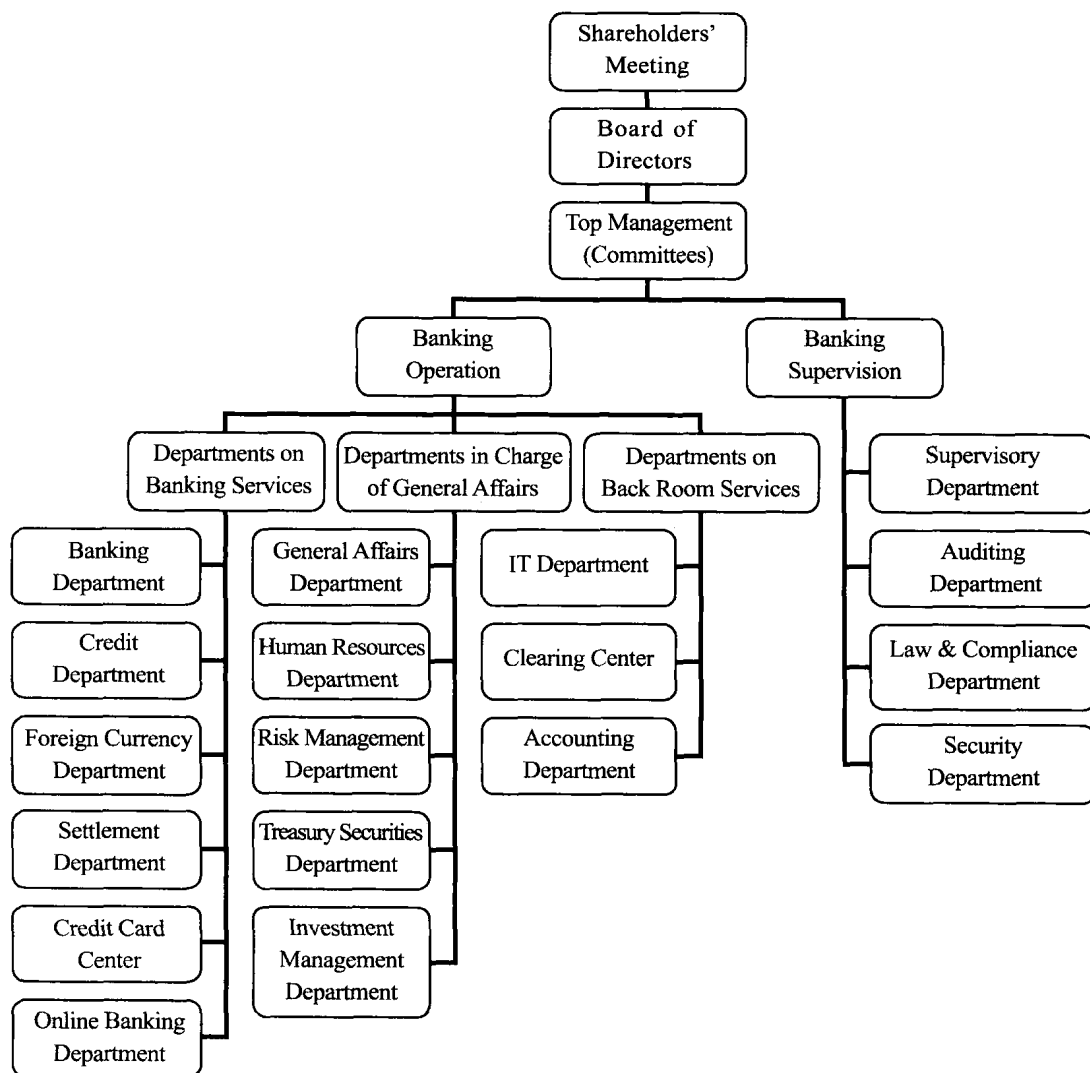 Shareholders’
Meeting
Board of
Directors
Top Management
(Committees)
Banking
Operation
Banking
Supervision
Departments on
Banking Services
Departments in Charge
of General Affairs
Departments on
Back Room Services
Supervisory
Department
Banking
Department
General Affairs
Department
IT Department
Auditing
Department
Credit
Department
Human Resources
Department
Clearing Center
Law & Compliance
Department
Foreign Currency
Department
Risk Management
Department
Accounting
Department
Security
Department
Settlement
Department
Treasury Securities
Department
Credit Card
Center
Investment
Management
Department
Online Banking
Department